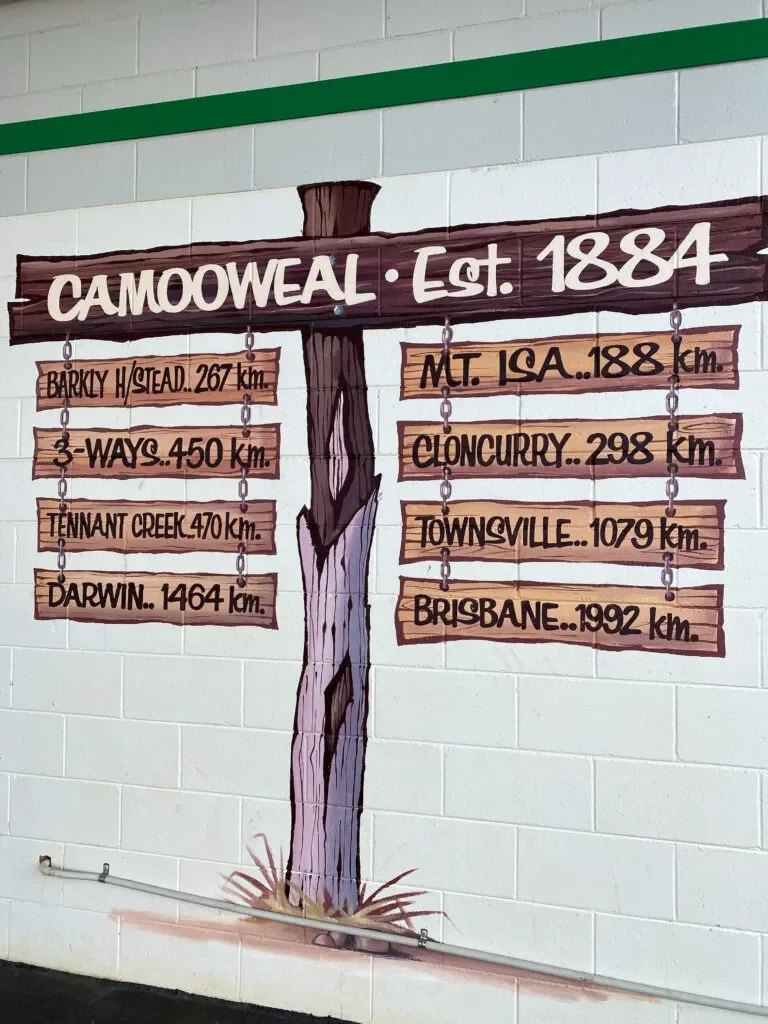 CAMOOWEAL · Est. 1884
BARKLY H/STEAD.. 267 km.
3-WAYS..450 km.
TENNANT CREEK..470 km.
DARWIN.. 1464 km.
MT. ISA..188 km.
CLONCURRY.. 298 km.
TOWNSVILLE.. 1079 km.
BRISBANE..1992 km.